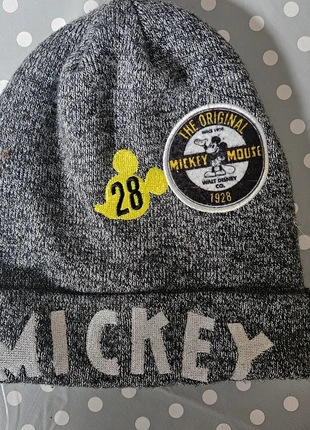 THE ORIGINAL
SINCE 1928
MICKEY MOUSE
WALT DISNEY
CO.
1928
28
MICKEY